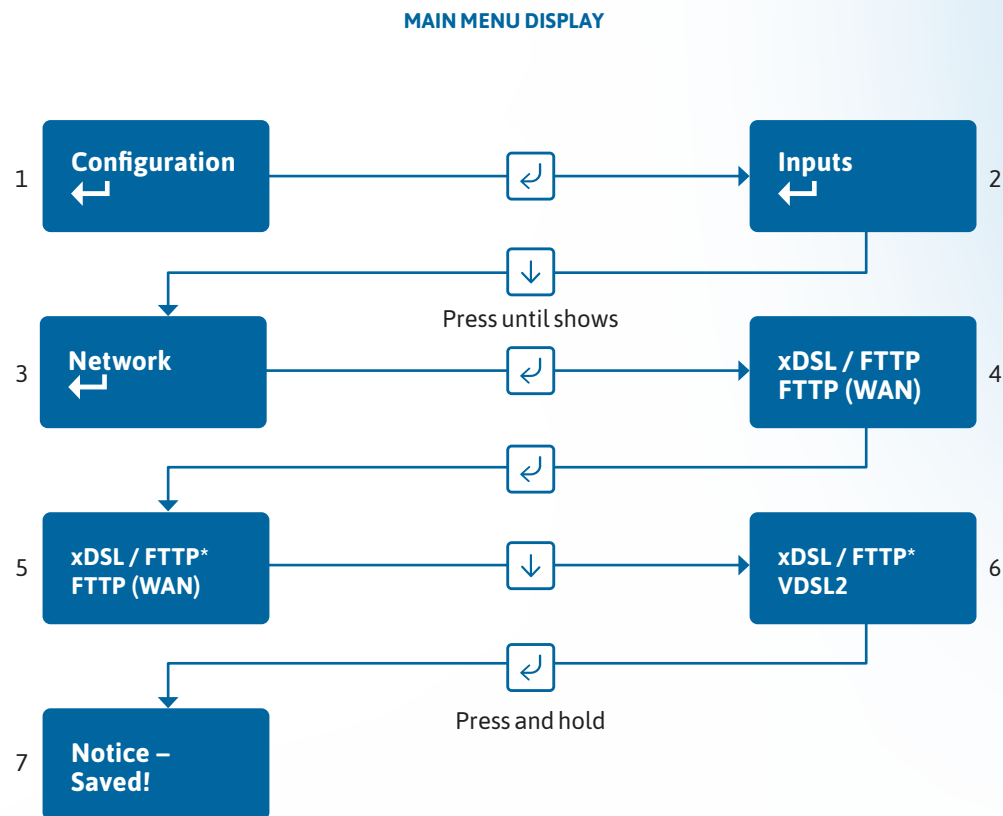 MAIN MENU DISPLAY
1
Configuration
Inputs
2
Press until shows
3
Network
xDSL / FTTP
FTTP (WAN)
4
5
xDSL / FTTP*
FTTP (WAN)
xDSL / FTTP*
VDSL2
6
Press and hold
7
Notice –
Saved!